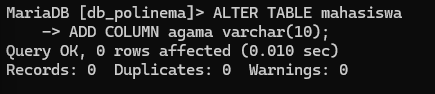 MariaDB [db_polinema]> ALTER TABLE mahasiswa
    -> ADD COLUMN agama varchar(10);
Query OK, 0 rows affected (0.010 sec)
Records: 0  Duplicates: 0  Warnings: 0